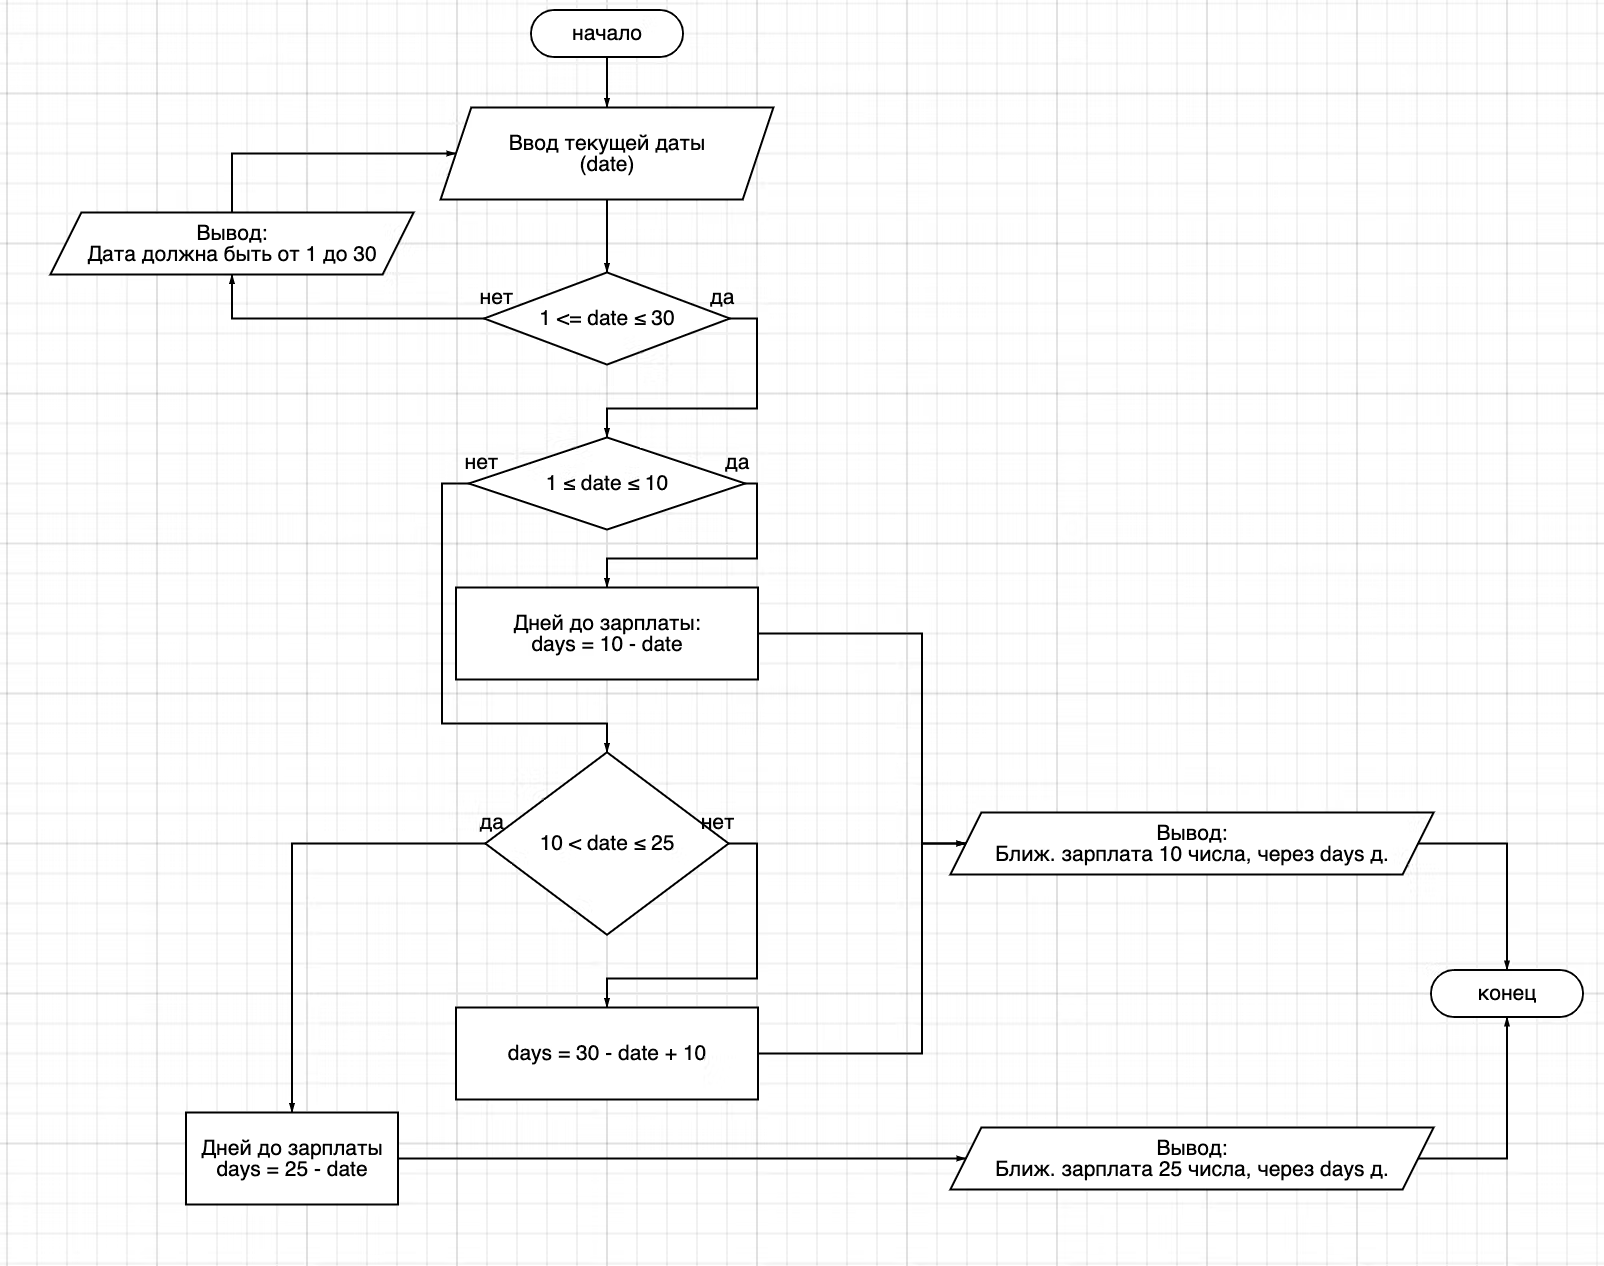 начало
Ввод текущей даты
(date)
Вывод:
Дата должна быть от 1 до 30
нет
да
1 <= date ≤ 30
нет
да
1 ≤ date ≤ 10
Дней до зарплаты:
days = 10 - date
да
нет
10 < date ≤ 25
Вывод:
Ближ. зарплата 10 числа, через days д.
конец
days = 30 - date + 10
Дней до зарплаты
days = 25 - date
Вывод:
Ближ. зарплата 25 числа, через days д.